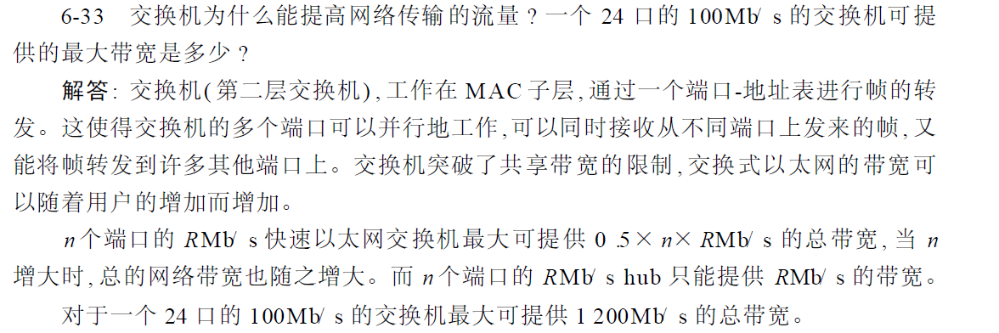 6-33 交换机为什么能提高网络传输的流量?一个 24 口的 100Mb/ s 的交换机可提
供的最大带宽是多少?
解答: 交换机(第二层交换机),工作在 MAC 子层,通过一个端口-地址表进行帧的转
发。这使得交换机的多个端口可以并行地工作,可以同时接收从不同端口上发来的帧,又
能将帧转发到许多其他端口上。交换机突破了共享带宽的限制,交换式以太网的带宽可
以随着用户的增加而增加。
n个端口的 RMb/ s 快速以太网交换机最大可提供 0 .5× n× RMb/ s 的总带宽,当 n
增大时,总的网络带宽也随之增大。而 n个端口的 RMb/ s hub 只能提供 RMb/ s 的带宽。
对于一个 24 口的 100Mb/ s 的交换机最大可提供 1 200Mb/ s 的总带宽。